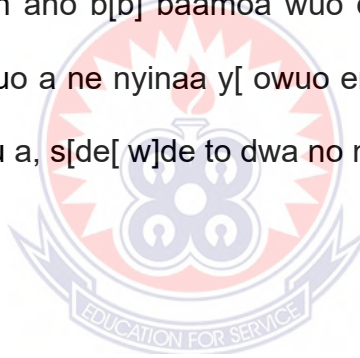 ano b[b] baamoa wuo
uo a ne nyinaa y[ owuo
a, s[de[ w]de to dwa no
EDUCATION FOR SERVICE